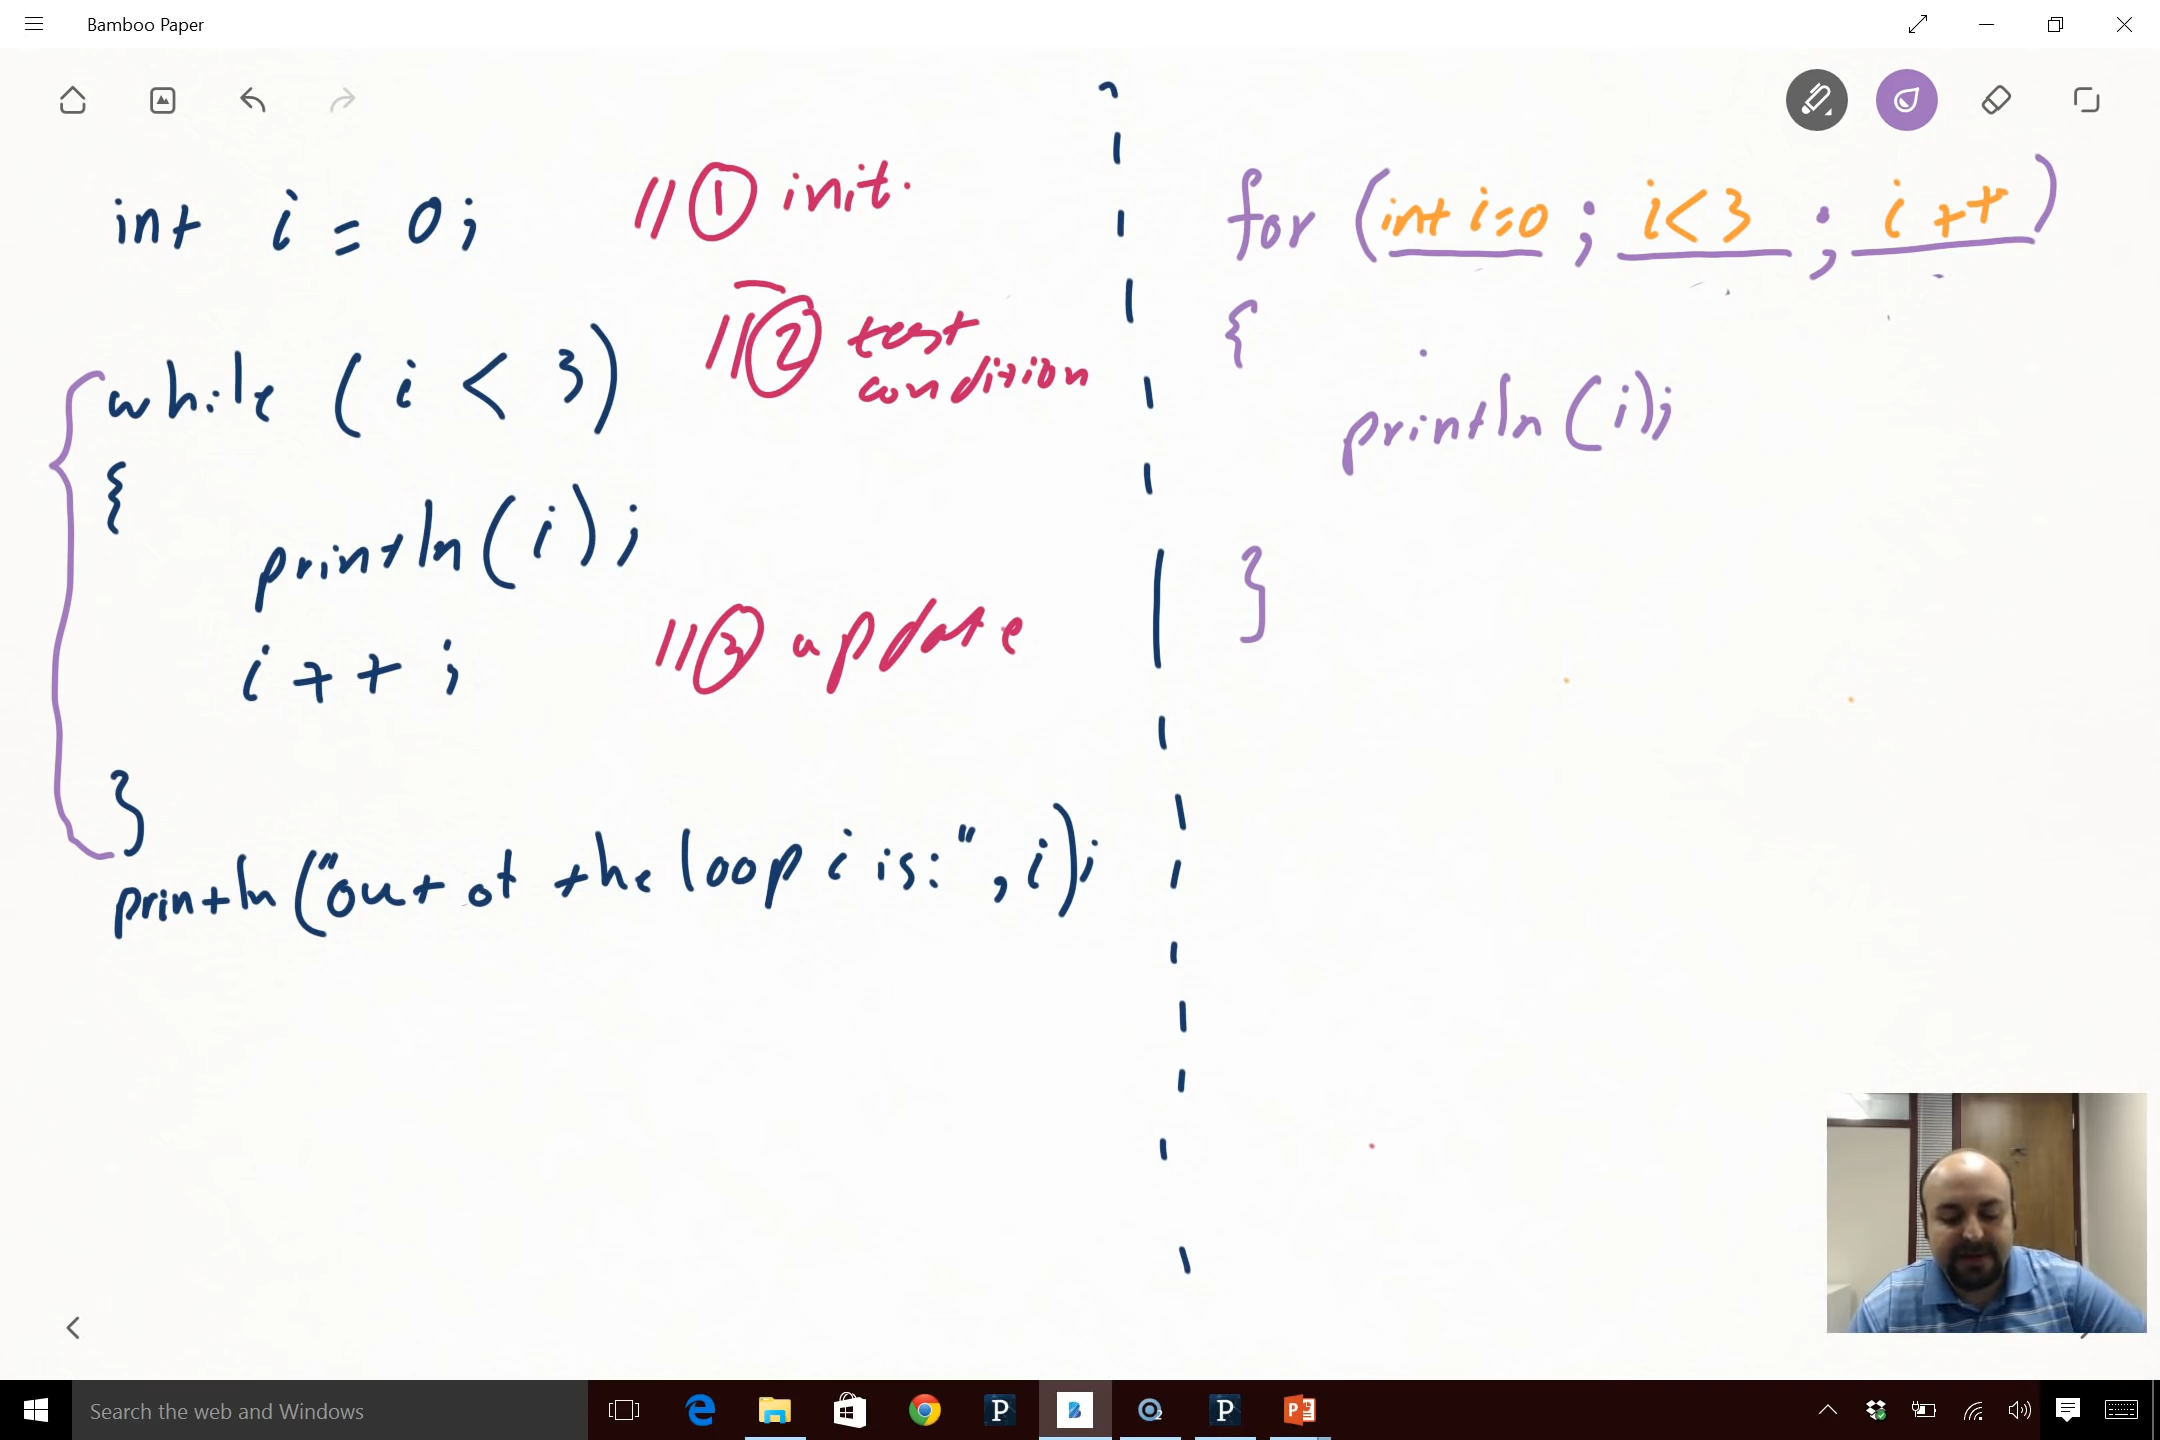 Bamboo Paper
int i = 0;
// ① init.
while (i < 3)
// ② test
condition
{
println(i);
i++;
// ③ update
}
println("out of the loop i is:", i);
for (int i=0; i<3; i++)
{
println(i);
}
Search the web and Windows